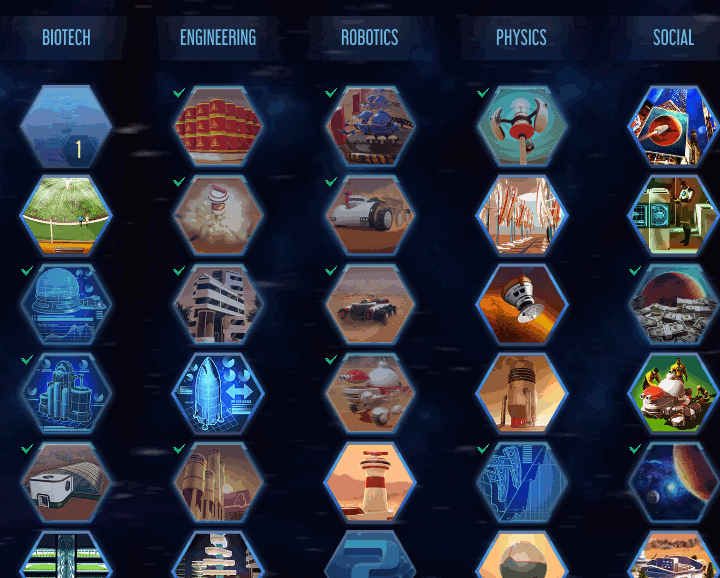 BIOTECH
ENGINEERING
ROBOTICS
PHYSICS
SOCIAL
1